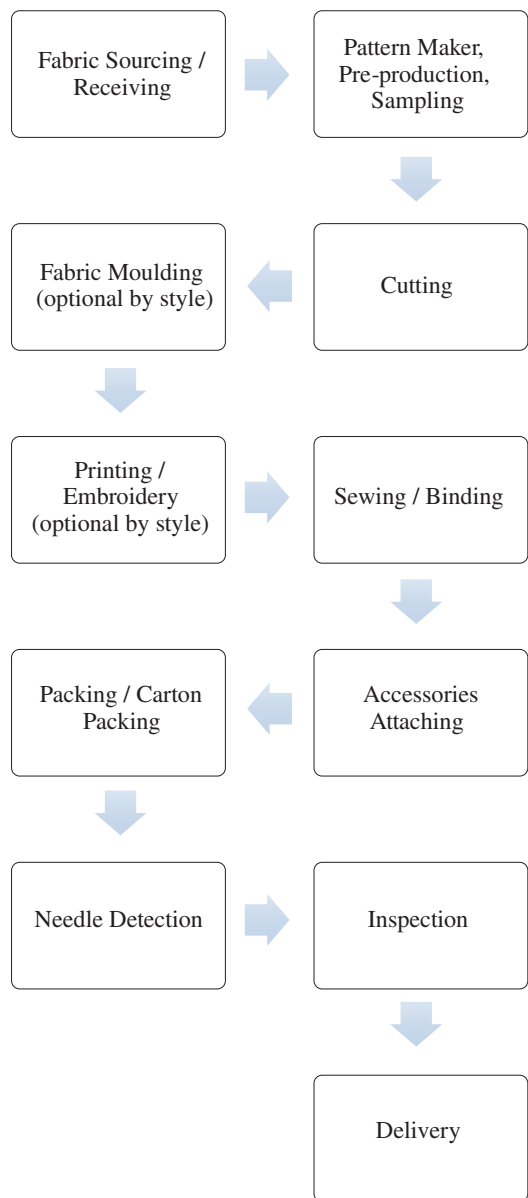 Fabric Sourcing /
Receiving
Pattern Maker,
Pre-production,
Sampling
Cutting
Fabric Moulding
(optional by style)
Printing /
Embroidery
(optional by style)
Sewing / Binding
Accessories
Attaching
Packing / Carton
Packing
Needle Detection
Inspection
Delivery